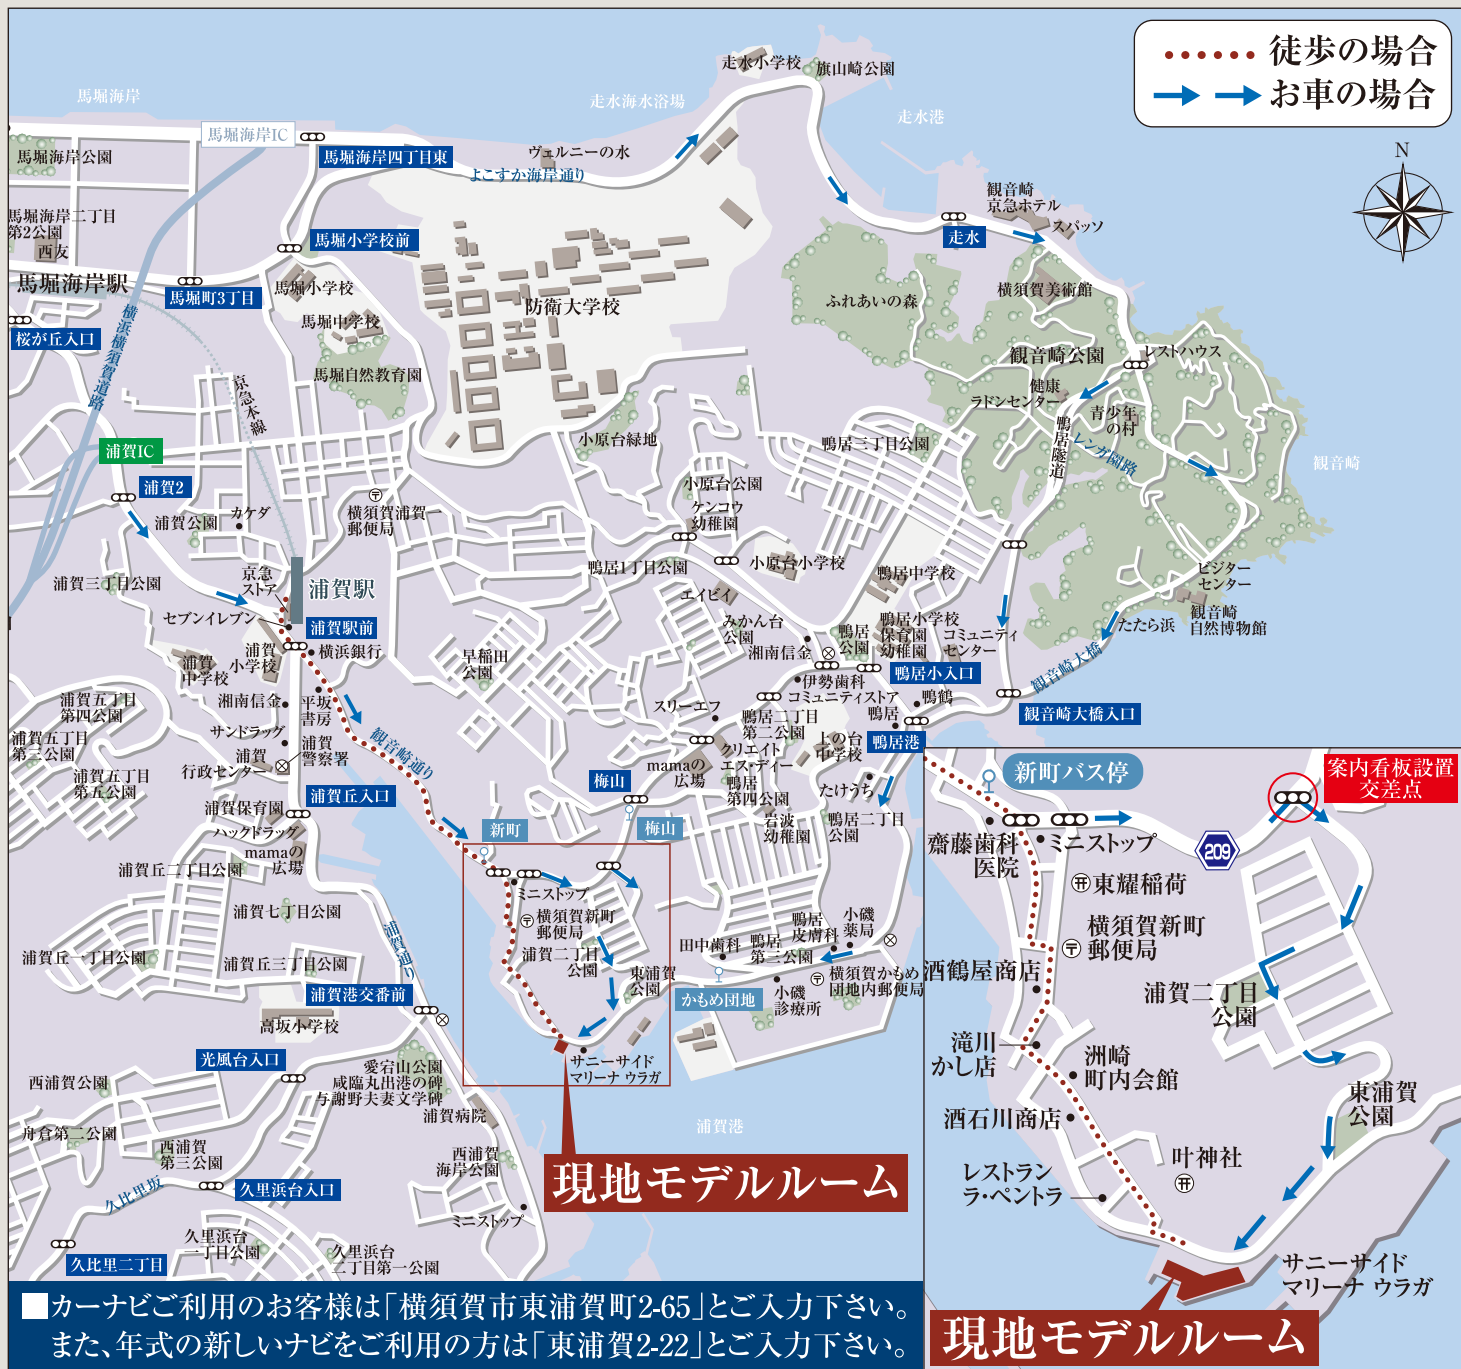 徒歩の場合
お車の場合
N
馬堀海岸
走水小学校
旗山崎公園
走水海水浴場
走水港
馬堀海岸IC
馬堀海岸公園
馬堀海岸四丁目東
ヴェルニーの水
よこすか海岸通り
観音崎
京急ホテル
スパッソ
走水
馬堀海岸二丁目
第2公園
西友
馬堀小学校前
馬堀海岸駅
馬堀町3丁目
馬堀小学校
馬堀中学校
防衛大学校
ふれあいの森
横須賀美術館
桜が丘入口
横浜横須賀道路
京急本線
馬堀自然教育園
観音崎公園
レストハウス
健康
ラドンセンター
青少年
の村
鴨居隧道
レンガ園路
観音崎
浦賀IC
小原台緑地
鴨居三丁目公園
浦賀2
浦賀公園
カケダ
横須賀浦賀一
郵便局
小原台公園
ケンコウ
幼稚園
浦賀三丁目公園
京急
ストア
浦賀駅
鴨居1丁目公園
小原台小学校
鴨居中学校
ビジター
センター
セブンイレブン
浦賀駅前
エイビイ
みかん台
公園
湘南信金
鴨居
公園
鴨居小学校
保育園
幼稚園
コミュニティ
センター
たたら浜
観音崎
自然博物館
浦賀
小学校
浦賀
中学校
横浜銀行
早稲田
公園
鴨居小入口
観音崎大橋
伊勢歯科
コミュニティストア
鴨鶴
鴨居
観音崎大橋入口
浦賀五丁目
第四公園
湘南信金
平坂
書房
スリーエフ
鴨居二丁目
第二公園
上の台
中学校
鴨居港
浦賀五丁目
第三公園
サンドラッグ
浦賀
警察署
浦賀
行政センター
観音崎通り
クリエイト
エス・ディー
mamaの
広場
浦賀五丁目
第五公園
浦賀丘入口
梅山
鴨居
第四公園
たけうち
浦賀保育園
新町
梅山
岩波
幼稚園
鴨居二丁目
公園
ハックドラッグ
mamaの
広場
浦賀丘二丁目公園
ミニストップ
浦賀七丁目公園
横須賀新町
郵便局
浦賀二丁目
公園
田中歯科
鴨居
第三公園
鴨居
皮膚科
小磯
薬局
浦賀丘一丁目公園
浦賀丘三丁目公園
浦賀通り
浦賀港交番前
東浦賀
公園
かもめ団地
小磯
診療所
横須賀かもめ
団地内郵便局
高坂小学校
光風台入口
愛宕山公園
咸臨丸出港の碑
与謝野夫妻文学碑
サニーサイド
マリーナ ウラガ
西浦賀公園
浦賀病院
浦賀港
舟倉第二公園
西浦賀
第三公園
西浦賀
海岸公園
現地モデルルーム
久比里坂
久里浜台入口
ミニストップ
久里浜台
一丁目公園
久里浜台
二丁目第一公園
久比里二丁目
新町バス停
案内看板設置
交差点
齋藤歯科
医院
ミニストップ
209
東耀稲荷
横須賀新町
郵便局
酒鶴屋商店
浦賀二丁目
公園
滝川
かし店
洲崎
町内会館
東浦賀
公園
酒石川商店
叶神社
レストラン
ラ・ペントラ
サニーサイド
マリーナ ウラガ
現地モデルルーム
■カーナビご利用のお客様は「横須賀市東浦賀町2-65」とご入力下さい。
また、年式の新しいナビをご利用の方は「東浦賀2-22」とご入力下さい。